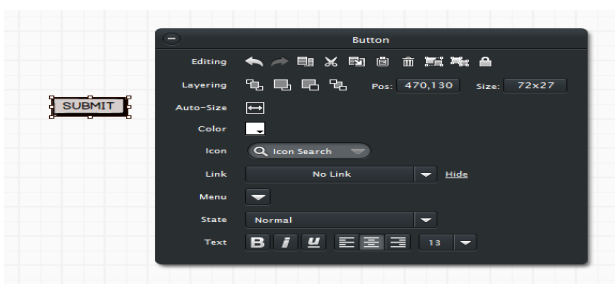 Button
Editing
Layering Pos: 470,130 Size: 72x27
SUBMIT
Auto-Size
Color
Icon Icon Search
Link No Link Hide
Menu
State Normal
Text B i U 13